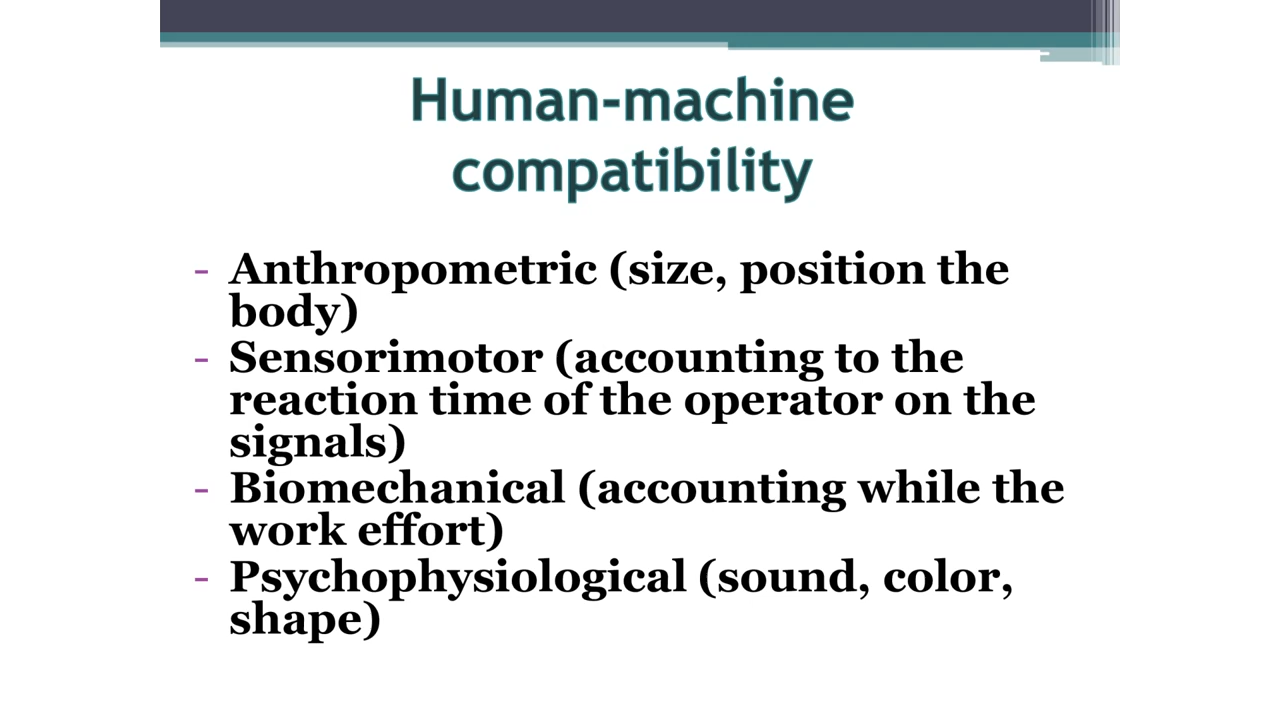 Human-machine
compatibility
- Anthropometric (size, position the
body)
- Sensorimotor (accounting to the
reaction time of the operator on the
signals)
- Biomechanical (accounting while the
work effort)
- Psychophysiological (sound, color,
shape)